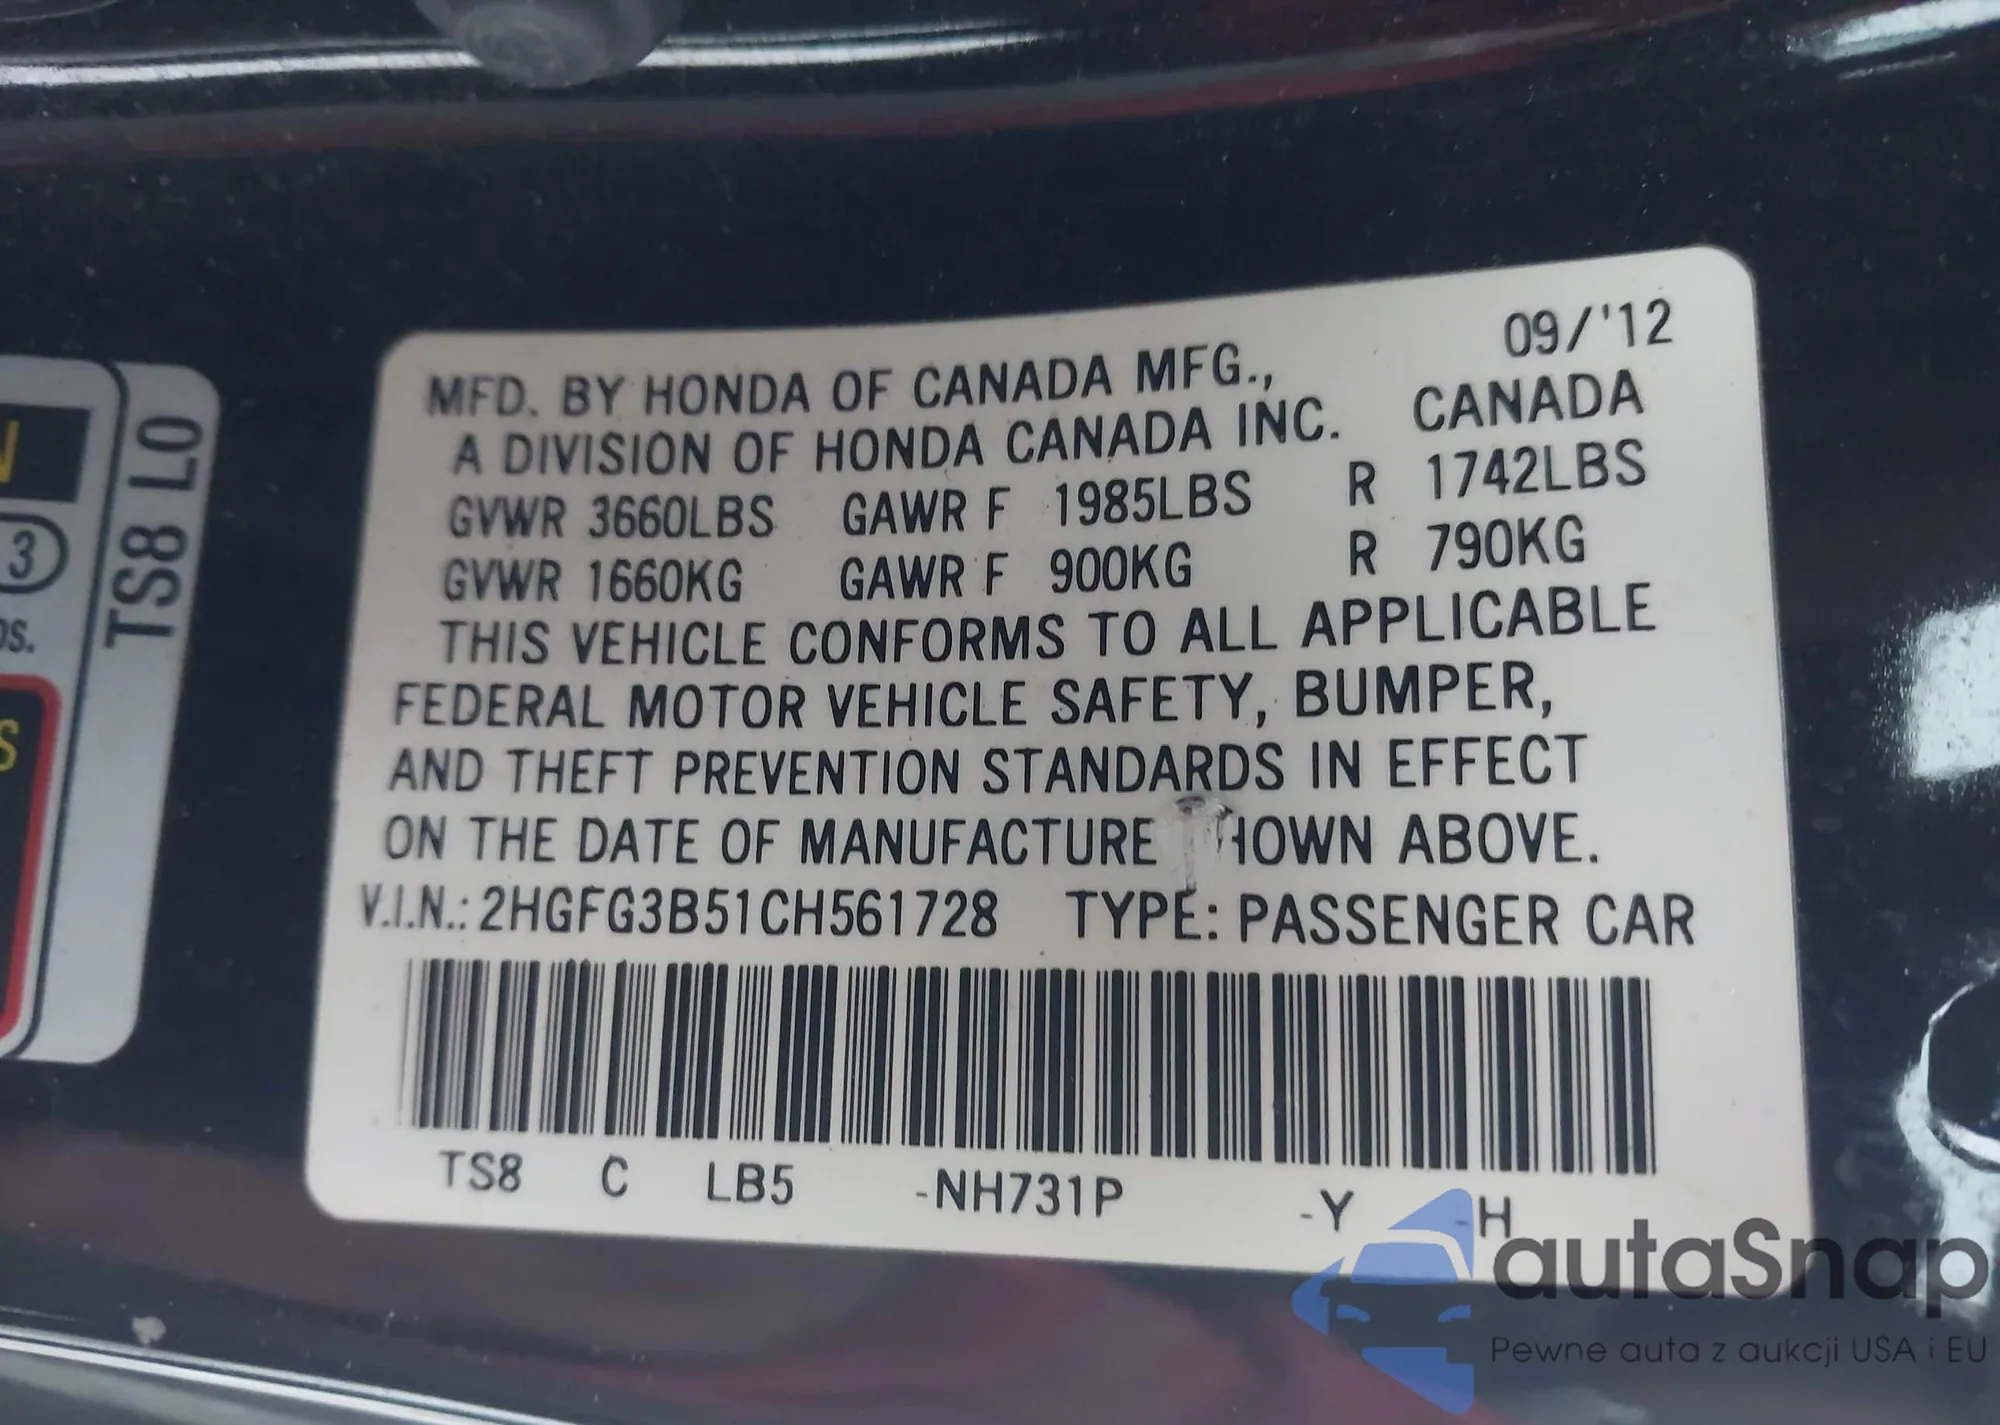 09/'12
MFD. BY HONDA OF CANADA MFG.,
A DIVISION OF HONDA CANADA INC. CANADA
GVWR 3660LBS GAWR F 1985LBS R 1742LBS
GVWR 1660KG GAWR F 900KG R 790KG
THIS VEHICLE CONFORMS TO ALL APPLICABLE
FEDERAL MOTOR VEHICLE SAFETY, BUMPER,
AND THEFT PREVENTION STANDARDS IN EFFECT
ON THE DATE OF MANUFACTURE ABOVE.
V.I.N.: 2HGFG3B51CH561728 TYPE: PASSENGER CAR
TS8 C LB5 -NH731P -Y -H
TS8 L0
3
autaSnap
Pewne auta z aukcji USA i EU